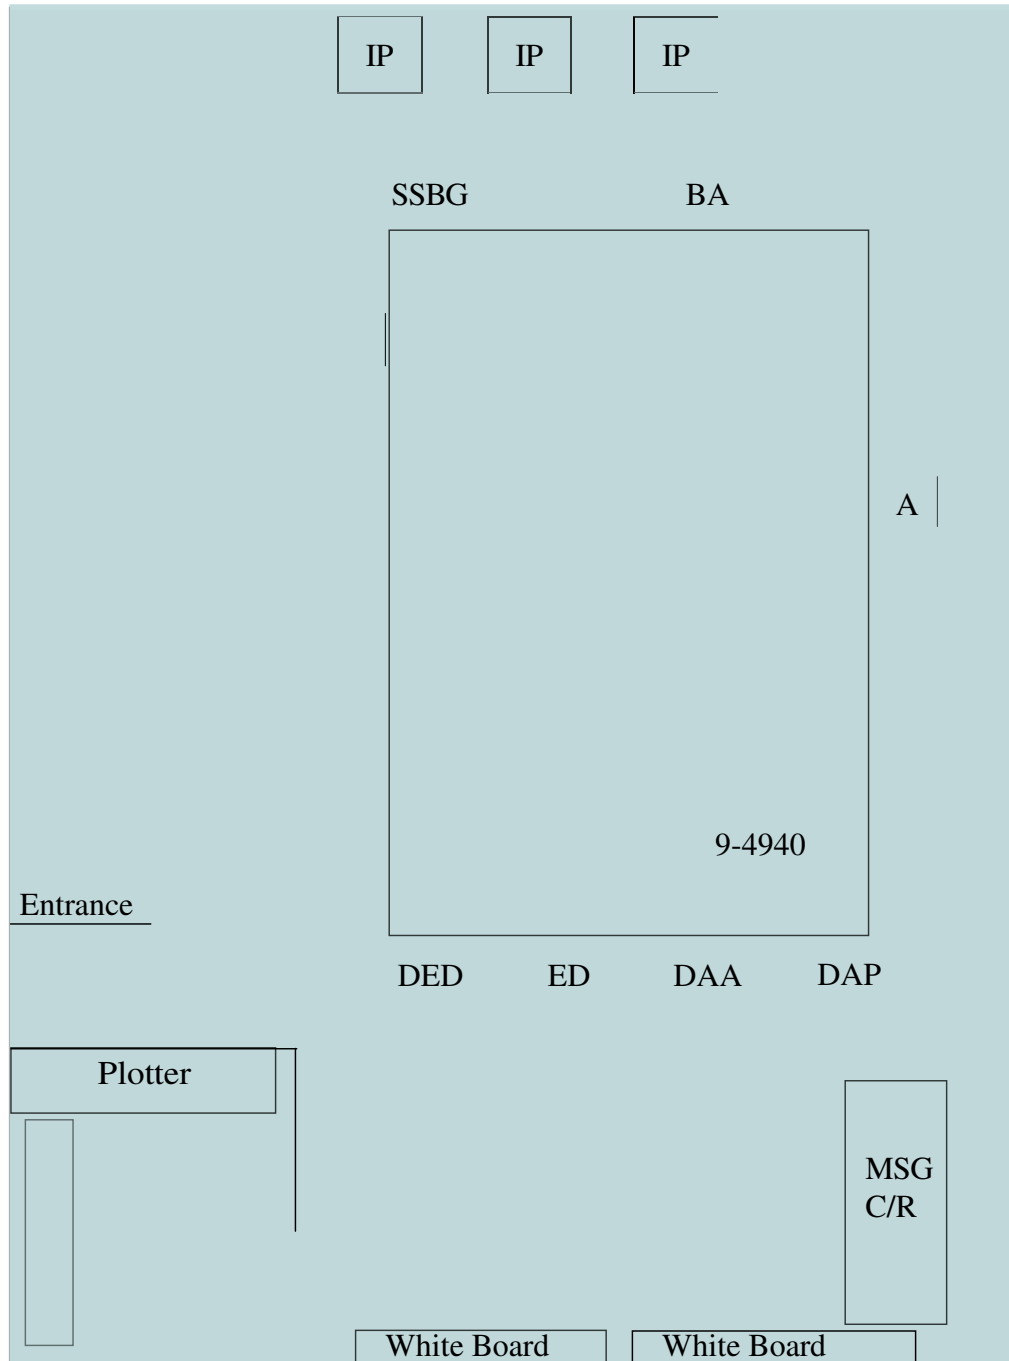 IP IP IP
SSBG BA
A
9-4940
Entrance
DED ED DAA DAP
Plotter
MSG
C/R
White Board White Board